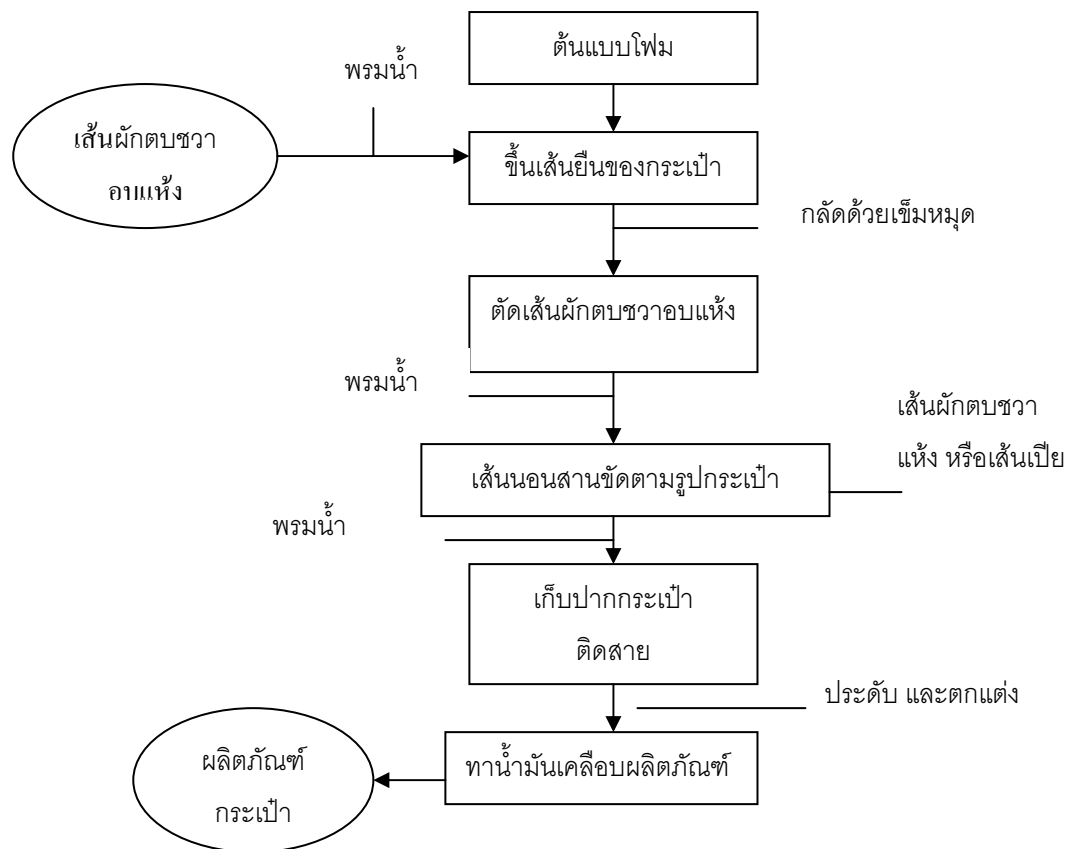 ต้นแบบโฟม
พรมน้ำ
เส้นผักตบชวา
อบแห้ง
ขึ้นเส้นยืนของกระเป๋า
กลัดด้วยเข็มหมุด
ตัดเส้นผักตบชวาอบแห้ง
พรมน้ำ
เส้นผักตบชวา
แห้ง หรือเส้นเปีย
เส้นนอนสานขัดตามรูปกระเป๋า
พรมน้ำ
เก็บปากกระเป๋า
ติดสาย
ประดับ และตกแต่ง
ทาน้ำมันเคลือบผลิตภัณฑ์
ผลิตภัณฑ์
กระเป๋า